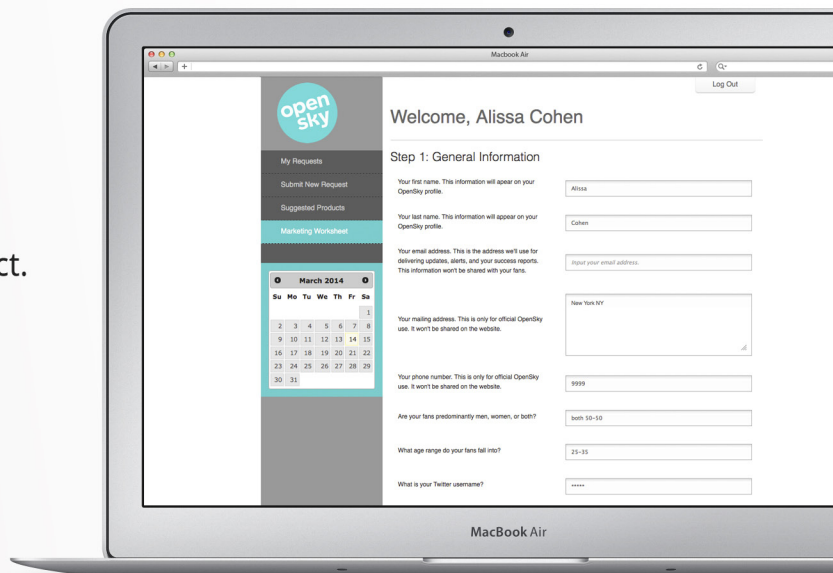 ct.
Macbook Air
Log Out
open
sky
Welcome, Alissa Cohen
My Requests
Submit New Request
Suggested Products
Marketing Worksheet
March 2014
Su Mo Tu We Th Fr Sa
1
2 3 4 5 6 7 8
9 10 11 12 13 14 15
16 17 18 19 20 21 22
23 24 25 26 27 28 29
30 31
Step 1: General Information
Your first name. This information will apear on your
OpenSky profile.
Alissa
Your last name. This information will appear on your
OpenSky profile.
Cohen
Your email address. This is the address we'll use for
delivering updates, alerts, and your success reports.
This information won't be shared with your fans.
Input your email address.
Your mailing address. This is only for official OpenSky
use. It won't be shared on the website.
New York NY
Your phone number. This is only for official OpenSky
use. It won't be shared on the website.
9999
Are your fans predominantly men, women, or both?
both 50-50
What age range do your fans fall into?
25-35
What is your Twitter username?
*****
MacBook Air